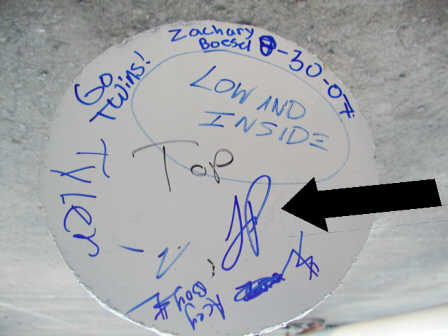 Zachary
Boesel 8-30-07
Go
Twins!
LOW AND
INSIDE
Top
Tyler